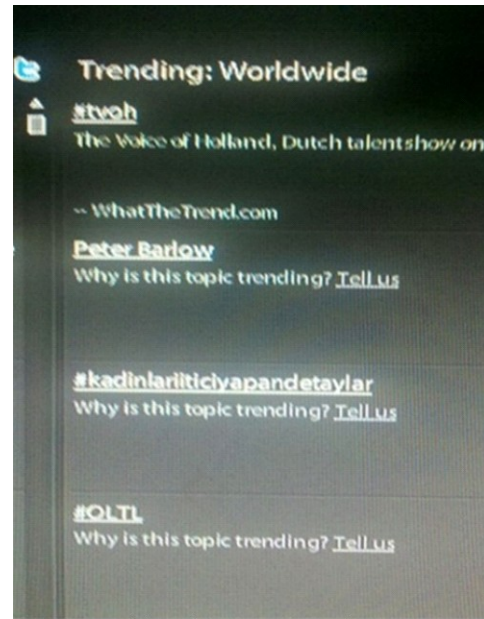 Trending: Worldwide
#tvoh
The Voice of Holland, Dutch talentshow on
-- WhatTheTrend.com
Peter Barlow
Why is this topic trending? Tell us
#kadinlariiticiyapandetaylar
Why is this topic trending? Tell us
#OLTL
Why is this topic trending? Tell us